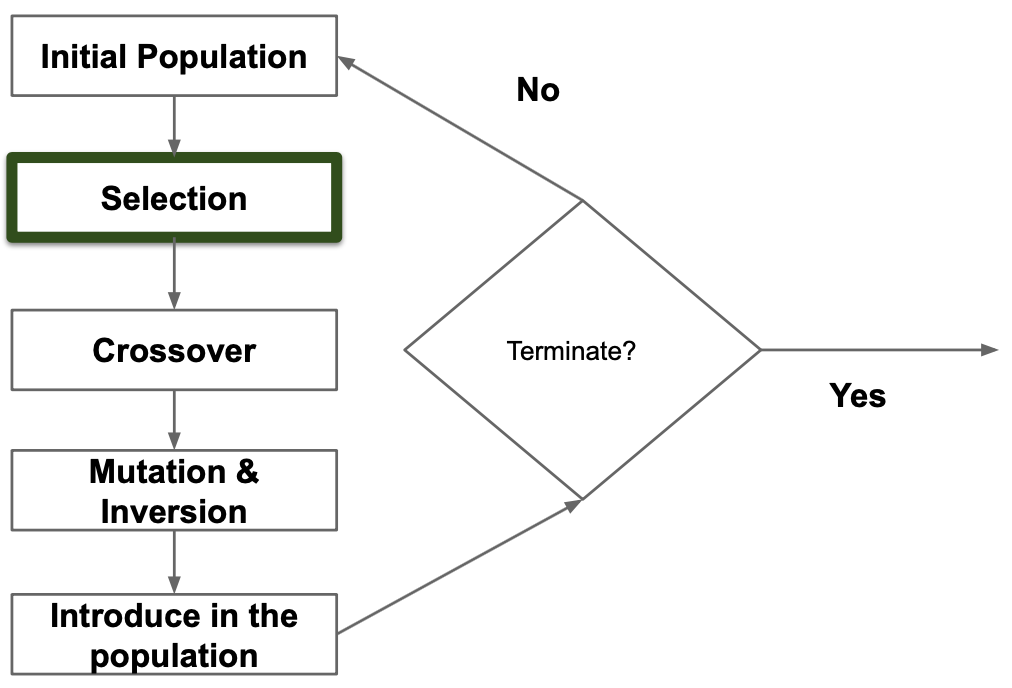 Initial Population
No
Selection
Crossover
Terminate?
Yes
Mutation &
Inversion
Introduce in the
population